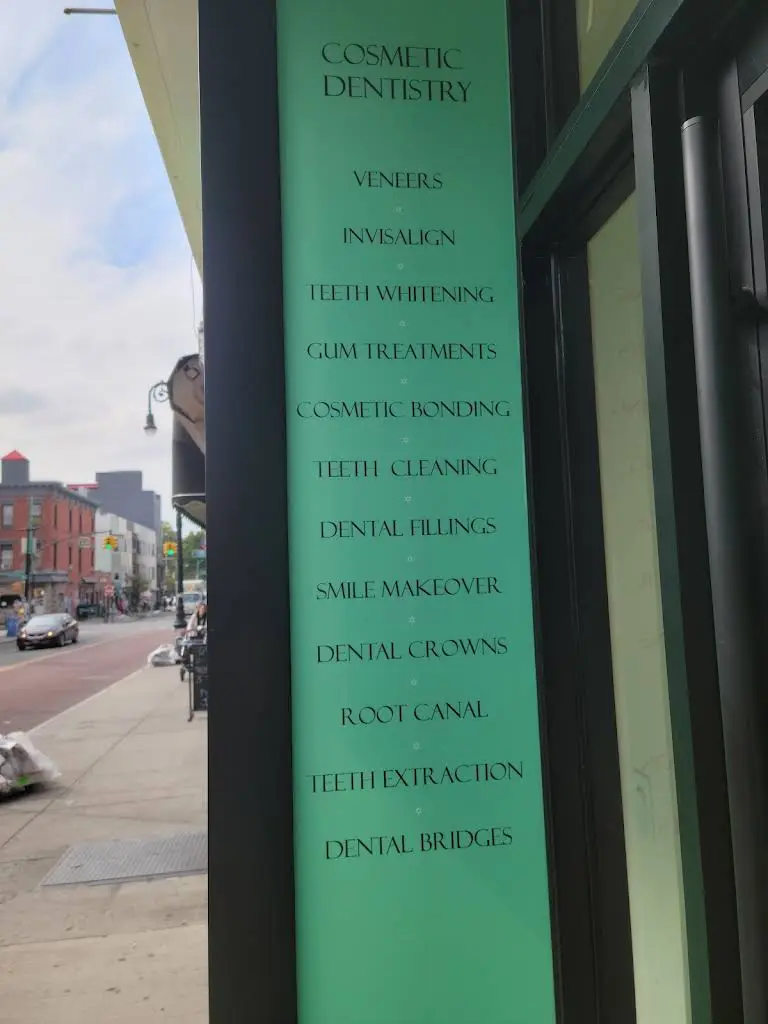 COSMETIC
DENTISTRY
VENEERS
INVISALIGN
TEETH WHITENING
GUM TREATMENTS
COSMETIC BONDING
TEETH CLEANING
DENTAL FILLINGS
SMILE MAKEOVER
DENTAL CROWNS
ROOT CANAL
TEETH EXTRACTION
DENTAL BRIDGES